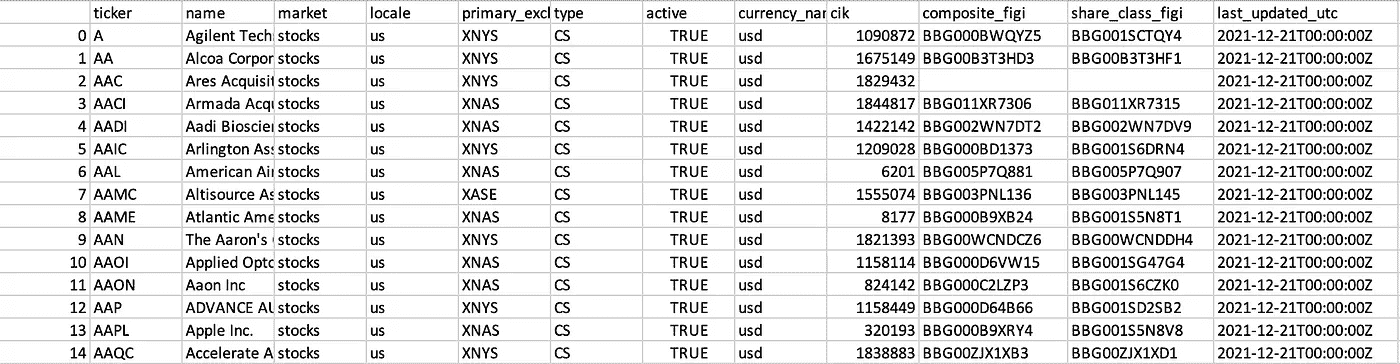 ticker name market locale primary_excl type active currency_nar cik composite_figi share_class_figi last_updated_utc
0 A Agilent Tech stocks us XNYS CS TRUE usd 1090872 BBG000BWQYZ5 BBG001SCTQY4 2021-12-21T00:00:00Z
1 AA Alcoa Corpor stocks us XNYS CS TRUE usd 1675149 BBG00B3T3HD3 BBG00B3T3HF1 2021-12-21T00:00:00Z
2 AAC Ares Acquisit stocks us XNYS CS TRUE usd 1829432 2021-12-21T00:00:00Z
3 AACI Armada Acqu stocks us XNAS CS TRUE usd 1844817 BBG011XR7306 BBG011XR7315 2021-12-21T00:00:00Z
4 AADI Aadi Bioscien stocks us XNAS CS TRUE usd 1422142 BBG002WN7DT2 BBG002WN7DV9 2021-12-21T00:00:00Z
5 AAIC Arlington Ass stocks us XNYS CS TRUE usd 1209028 BBG000BD1373 BBG001S6DRN4 2021-12-21T00:00:00Z
6 AAL American Air stocks us XNAS CS TRUE usd 6201 BBG005P7Q881 BBG005P7Q907 2021-12-21T00:00:00Z
7 AAMC Altisource As stocks us XASE CS TRUE usd 1555074 BBG003PNL136 BBG003PNL145 2021-12-21T00:00:00Z
8 AAME Atlantic Ame stocks us XNAS CS TRUE usd 8177 BBG000B9XB24 BBG001S5N8T1 2021-12-21T00:00:00Z
9 AAN The Aaron's stocks us XNYS CS TRUE usd 1821393 BBG00WCNDCZ6 BBG00WCNDDH4 2021-12-21T00:00:00Z
10 AAOI Applied Opto stocks us XNAS CS TRUE usd 1158114 BBG000D6VW15 BBG001SG47G4 2021-12-21T00:00:00Z
11 AAON Aaon Inc stocks us XNAS CS TRUE usd 824142 BBG000C2LZP3 BBG001S6CZK0 2021-12-21T00:00:00Z
12 AAP ADVANCE AU stocks us XNYS CS TRUE usd 1158449 BBG000D64B66 BBG001SD2SB2 2021-12-21T00:00:00Z
13 AAPL Apple Inc. stocks us XNAS CS TRUE usd 320193 BBG000B9XRY4 BBG001S5N8V8 2021-12-21T00:00:00Z
14 AAQC Accelerate A stocks us XNYS CS TRUE usd 1838883 BBG00ZJX1XB3 BBG00ZJX1XD1 2021-12-21T00:00:00Z